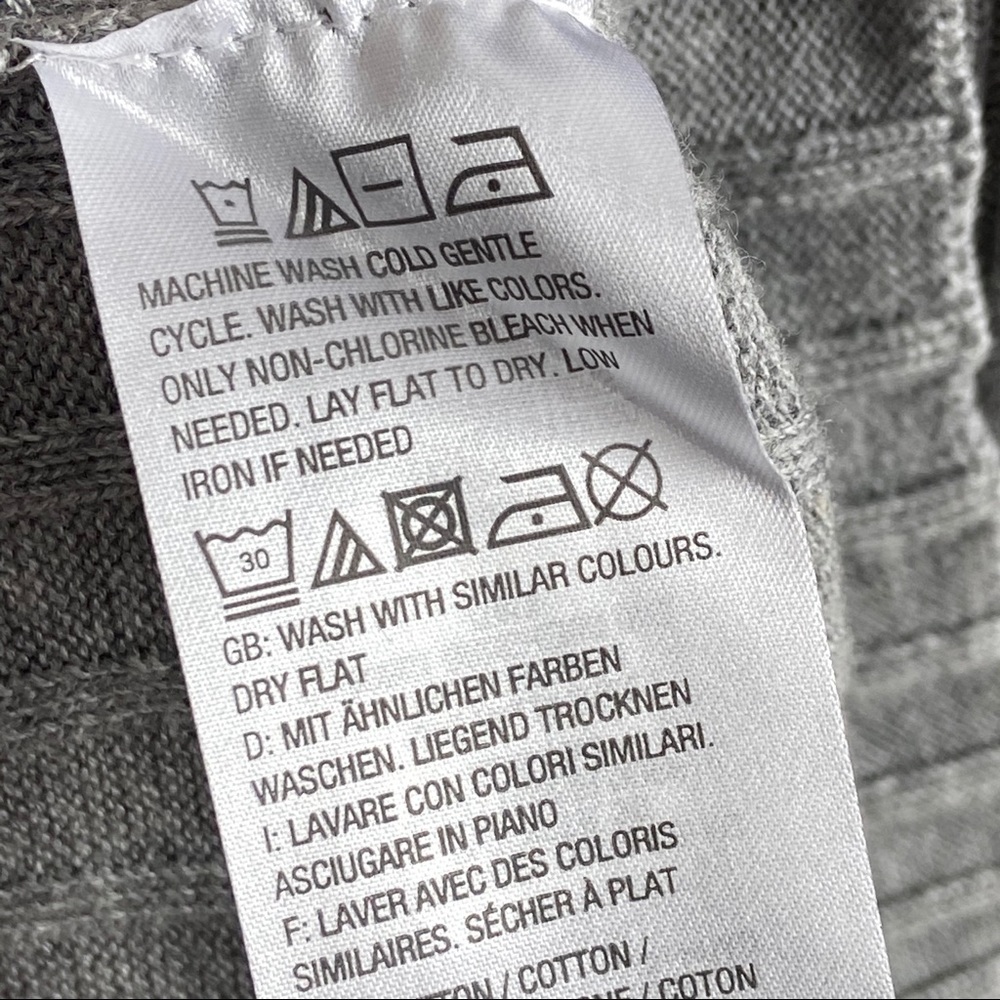 MACHINE WASH COLD GENTLE
CYCLE. WASH WITH LIKE COLORS.
ONLY NON-CHLORINE BLEACH WHEN
NEEDED. LAY FLAT TO DRY. LOW
IRON IF NEEDED
30
GB: WASH WITH SIMILAR COLOURS.
DRY FLAT
D: MIT ÄHNLICHEN FARBEN
WASCHEN. LIEGEND TROCKNEN
I: LAVARE CON COLORI SIMILARI.
ASCIUGARE IN PIANO
F: LAVER AVEC DES COLORIS
SIMILAIRES. SÉCHER À PLAT
/ COTTON /
/ COTON